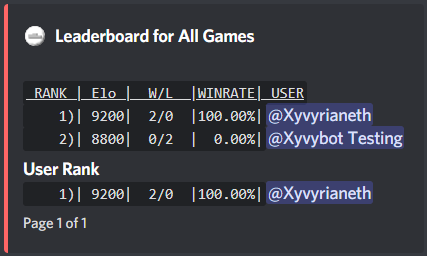 Leaderboard for All Games
RANK | Elo | W/L |WINRATE| USER
1)| 9200| 2/0 |100.00%| @Xyvyrianeth
2)| 8800| 0/2 | 0.00%| @Xyvybot Testing
User Rank
1)| 9200| 2/0 |100.00%| @Xyvyrianeth
Page 1 of 1